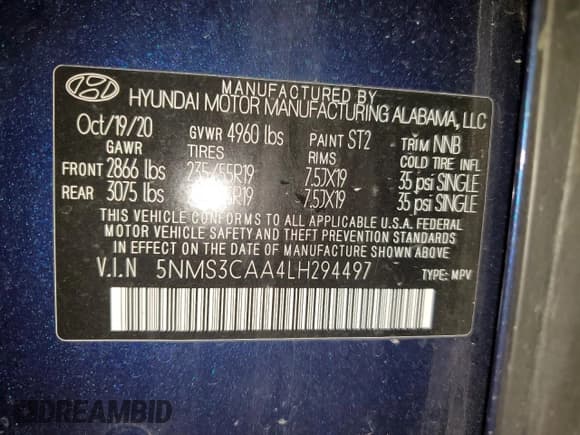 MANUFACTURED BY
HYUNDAI MOTOR MANUFACTURING ALABAMA, LLC
Oct/19/20 GVWR 4960 lbs PAINT ST2 TRIM NNB
GAWR TIRES RIMS COLD TIRE INFL
FRONT 2866 lbs 235/55R19 7.5JX19 35 psi SINGLE
REAR 3075 lbs 7.5JX19 35 psi SINGLE
THIS VEHICLE CONFORMS TO ALL APPLICABLE U.S.A. FEDERAL
MOTOR VEHICLE SAFETY AND THEFT PREVENTION STANDARDS
IN EFFECT ON THE DATE OF MANUFACTURE SHOWN ABOVE.
V.I.N 5NMS3CAA4LH294497 TYPE: MPV
DREAMBID